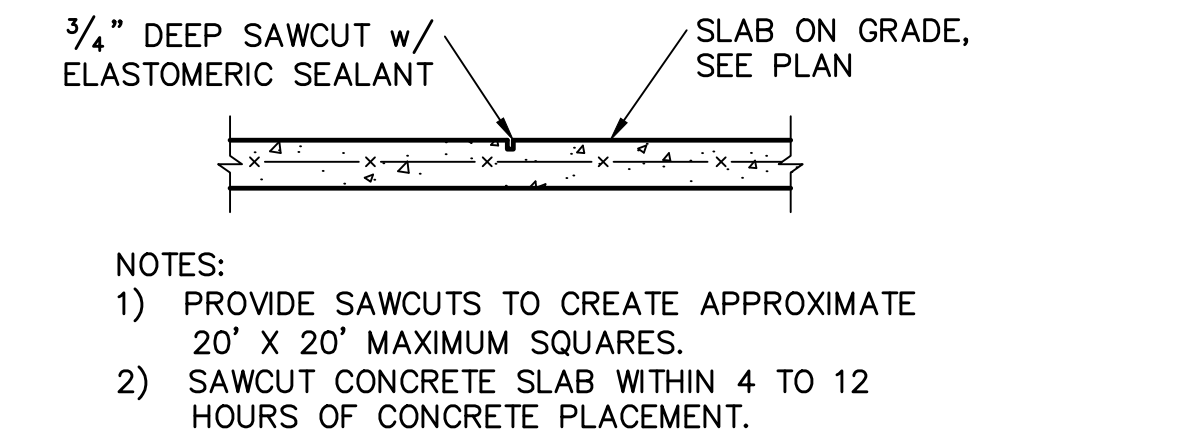 3/4" DEEP SAWCUT w/
ELASTOMERIC SEALANT
SLAB ON GRADE,
SEE PLAN
NOTES:
1) PROVIDE SAWCUTS TO CREATE APPROXIMATE
20' X 20' MAXIMUM SQUARES.
2) SAWCUT CONCRETE SLAB WITHIN 4 TO 12
HOURS OF CONCRETE PLACEMENT.